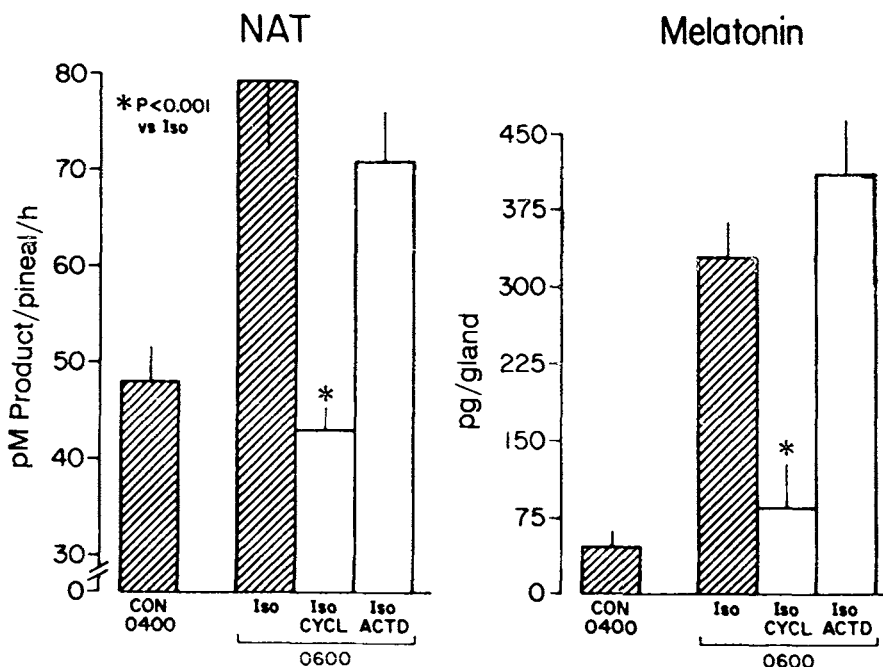 NAT
pM Product/pineal/h
80
70
60
50
40
30
0
* P<0.001
vs Iso
*
CON
0400
Iso
Iso
CYCL
Iso
ACTD
0600
Melatonin
pg/gland
450
375
300
225
150
75
0
*
CON
0400
Iso
Iso
CYCL
Iso
ACTD
0600